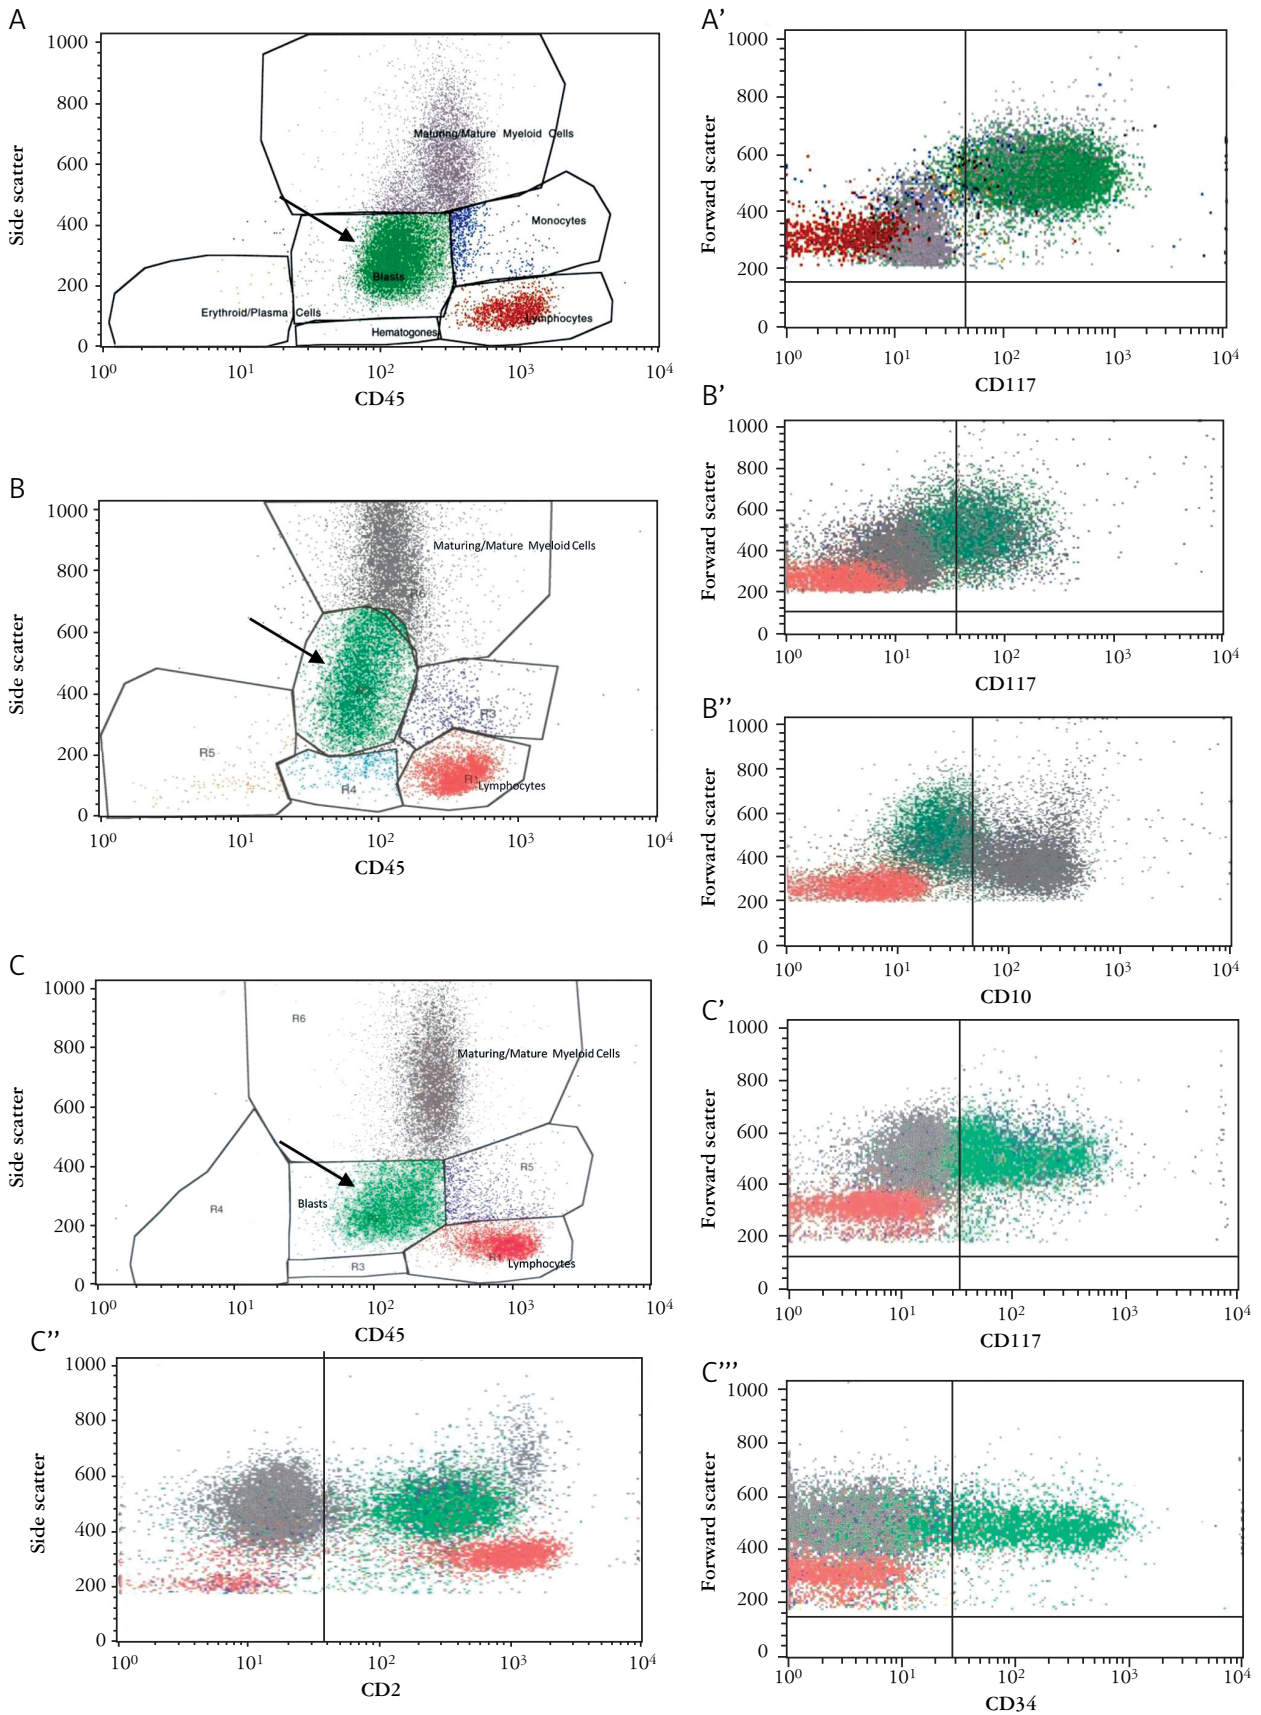 A
1000
800
600
400
200
0
Side scatter
Maturing/Mature Myeloid Cells
Monocytes
Blasts
Erythroid/Plasma Cells
Hematogones
Lymphocytes
10⁰ 10¹ 10² 10³ 10⁴
CD45
A’
1000
800
600
400
200
0
Forward scatter
10⁰ 10¹ 10² 10³ 10⁴
CD117
B’
1000
800
600
400
200
0
Forward scatter
10⁰ 10¹ 10² 10³ 10⁴
CD117
B
1000
800
600
400
200
0
Side scatter
Maturing/Mature Myeloid Cells
R6
R3
R5
R1
Lymphocytes
R4
10⁰ 10¹ 10² 10³ 10⁴
CD45
B’’
1000
800
600
400
200
0
Forward scatter
10⁰ 10¹ 10² 10³ 10⁴
CD10
C
1000
800
600
400
200
0
Side scatter
R6
Maturing/Mature Myeloid Cells
R5
Blasts
R4
R1
Lymphocytes
R3
10⁰ 10¹ 10² 10³ 10⁴
CD45
C’
1000
800
600
400
200
0
Forward scatter
10⁰ 10¹ 10² 10³ 10⁴
CD117
C’’
1000
800
600
400
200
0
Side scatter
10⁰ 10¹ 10² 10³ 10⁴
CD2
C’’’
1000
800
600
400
200
0
Forward scatter
10⁰ 10¹ 10² 10³ 10⁴
CD34